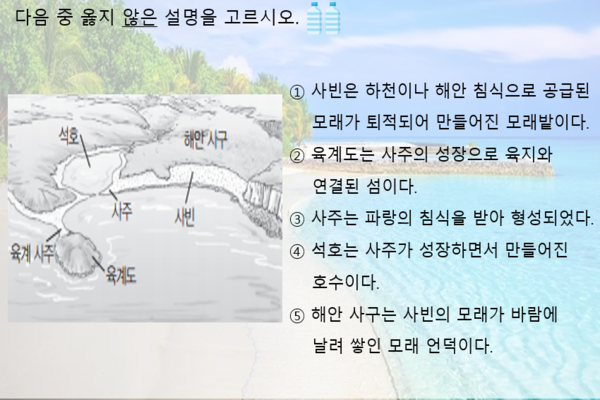 다음 중 옳지 않은 설명을 고르시오.
석호
해안 사구
사주
사빈
육계 사주
육계도
① 사빈은 하천이나 해안 침식으로 공급된
모래가 퇴적되어 만들어진 모래밭이다.
② 육계도는 사주의 성장으로 육지와
연결된 섬이다.
③ 사주는 파랑의 침식을 받아 형성되었다.
④ 석호는 사주가 성장하면서 만들어진
호수이다.
⑤ 해안 사구는 사빈의 모래가 바람에
날려 쌓인 모래 언덕이다.